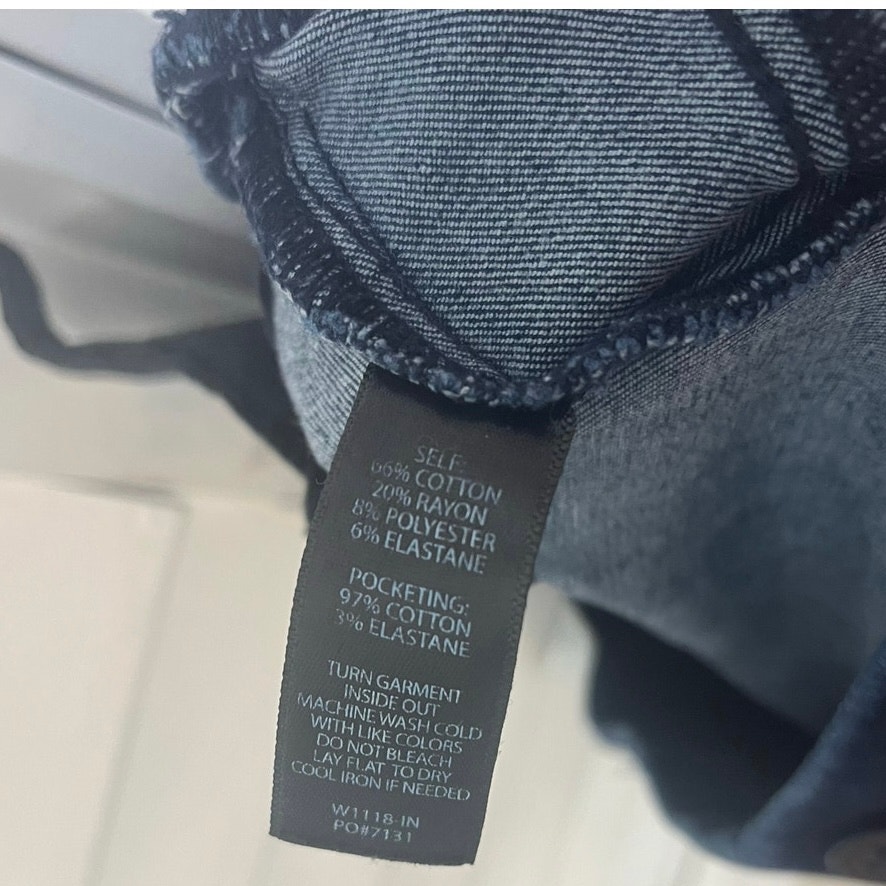 SELF:
66% COTTON
20% RAYON
8% POLYESTER
6% ELASTANE
POCKETING:
97% COTTON
3% ELASTANE
TURN GARMENT
INSIDE OUT
MACHINE WASH COLD
WITH LIKE COLORS
DO NOT BLEACH
LAY FLAT TO DRY
COOL IRON IF NEEDED
W1118-IN
PO#7131